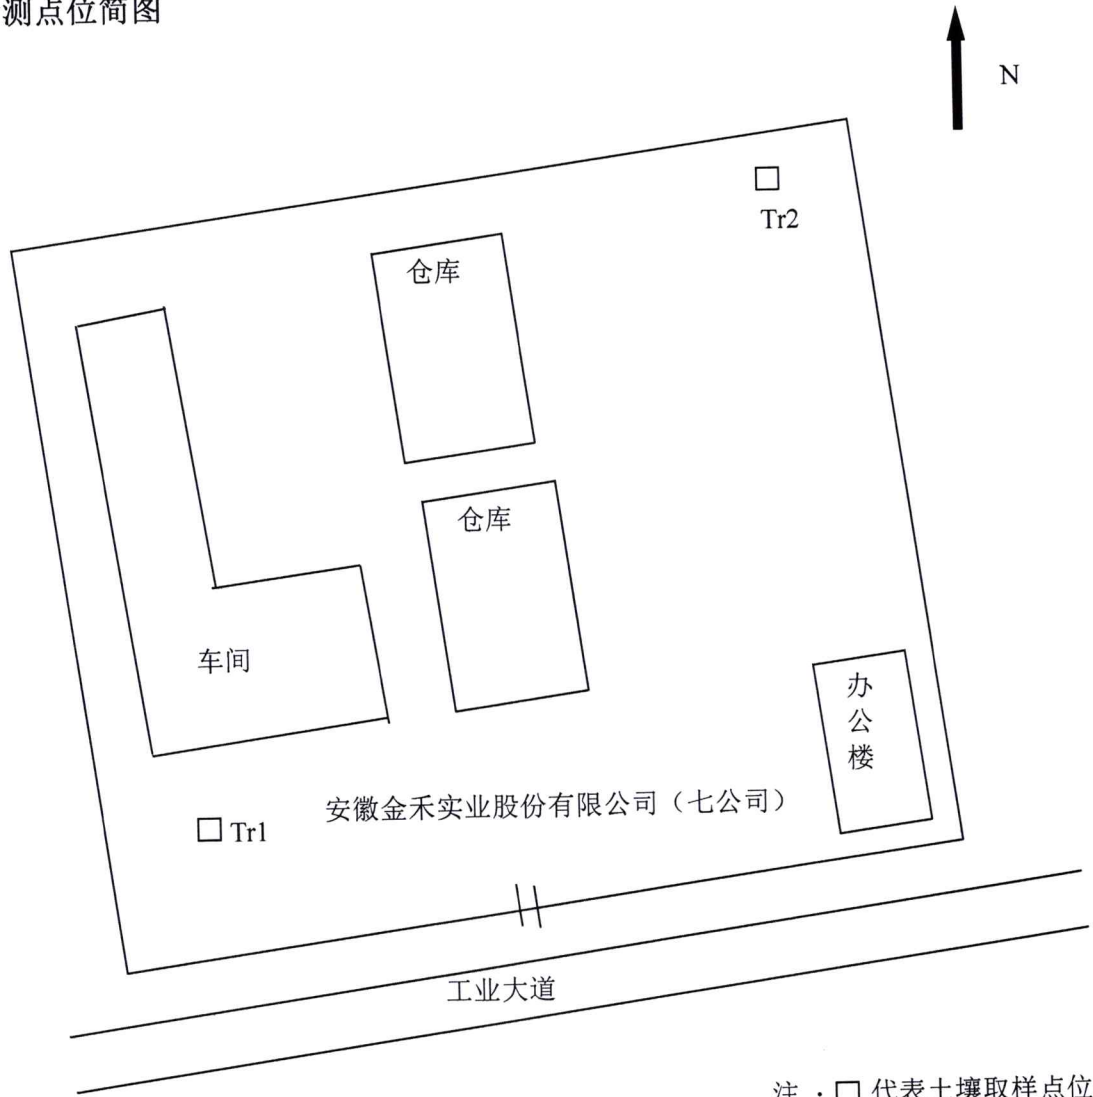 测点位简图
N
Tr2
仓库
仓库
车间
办
公
楼
安徽金禾实业股份有限公司（七公司）
Tr1
工业大道
注：□ 代表土壤取样点位